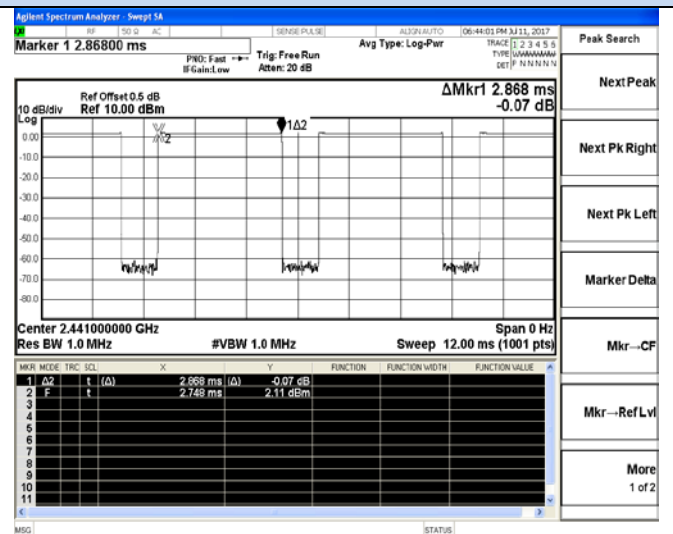 Agilent Spectrum Analyzer - Swept SA
RF 50 Ω AC SENSE:PULSE ALIGN AUTO 06:44:01 PM Jul 11, 2017
Marker 1 2.86800 ms
PNO: Fast Trig: Free Run Avg Type: Log-Pwr TRACE 1 2 3 4 5 6
IFGain:Low Atten: 20 dB TYPE WWWWWW
DET P N N N N N
Peak Search
Ref Offset 0.5 dB ΔMkr1 2.868 ms
10 dB/div Ref 10.00 dBm -0.07 dB
Log
0.00
-10.0
-20.0
-30.0
-40.0
-50.0
-60.0
-70.0
-80.0
X2
1Δ2
Center 2.441000000 GHz Span 0 Hz
Res BW 1.0 MHz #VBW 1.0 MHz Sweep 12.00 ms (1001 pts)
MKR MODE TRC SCL X Y FUNCTION FUNCTION WIDTH FUNCTION VALUE
1 Δ2 t (Δ) 2.868 ms (Δ) -0.07 dB
2 F t 2.748 ms 2.11 dBm
3
4
5
6
7
8
9
10
11
MSG STATUS
Next Peak
Next Pk Right
Next Pk Left
Marker Delta
Mkr→CF
Mkr→Ref Lvl
More
1 of 2